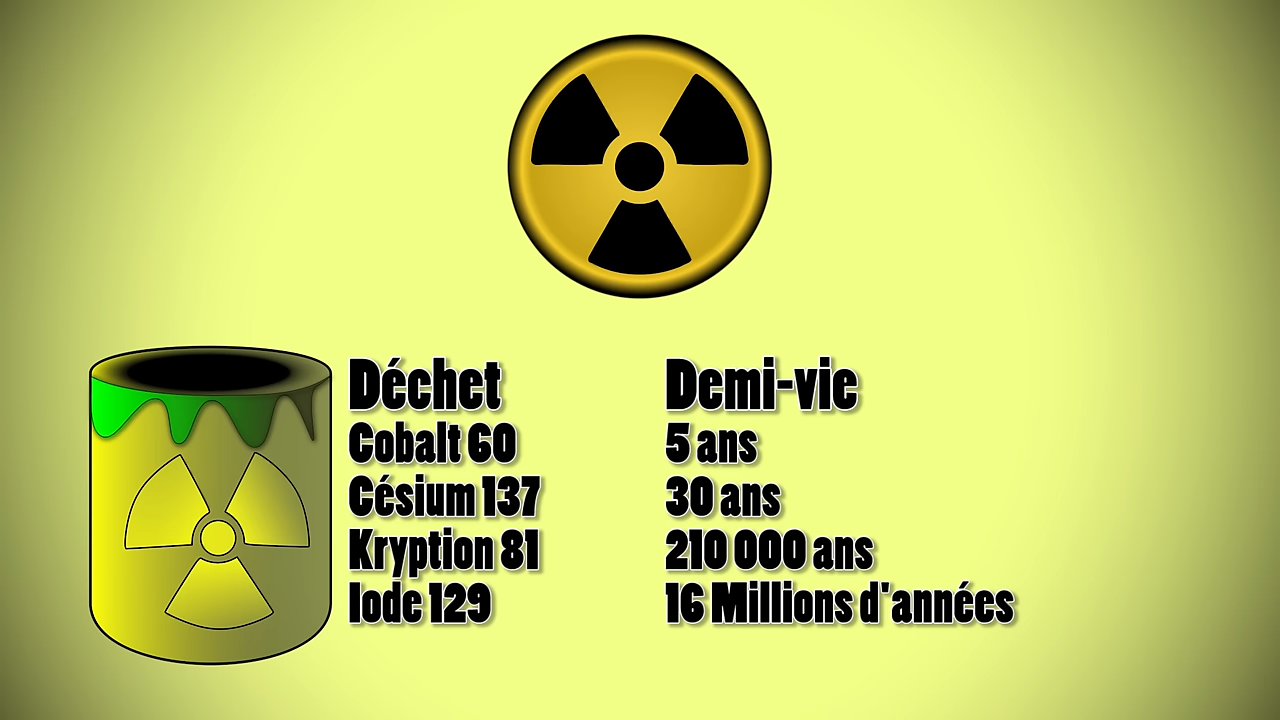 Déchet Demi-vie
Cobalt 60 5 ans
Césium 137 30 ans
Kryption 81 210 000 ans
Iode 129 16 Millions d'années